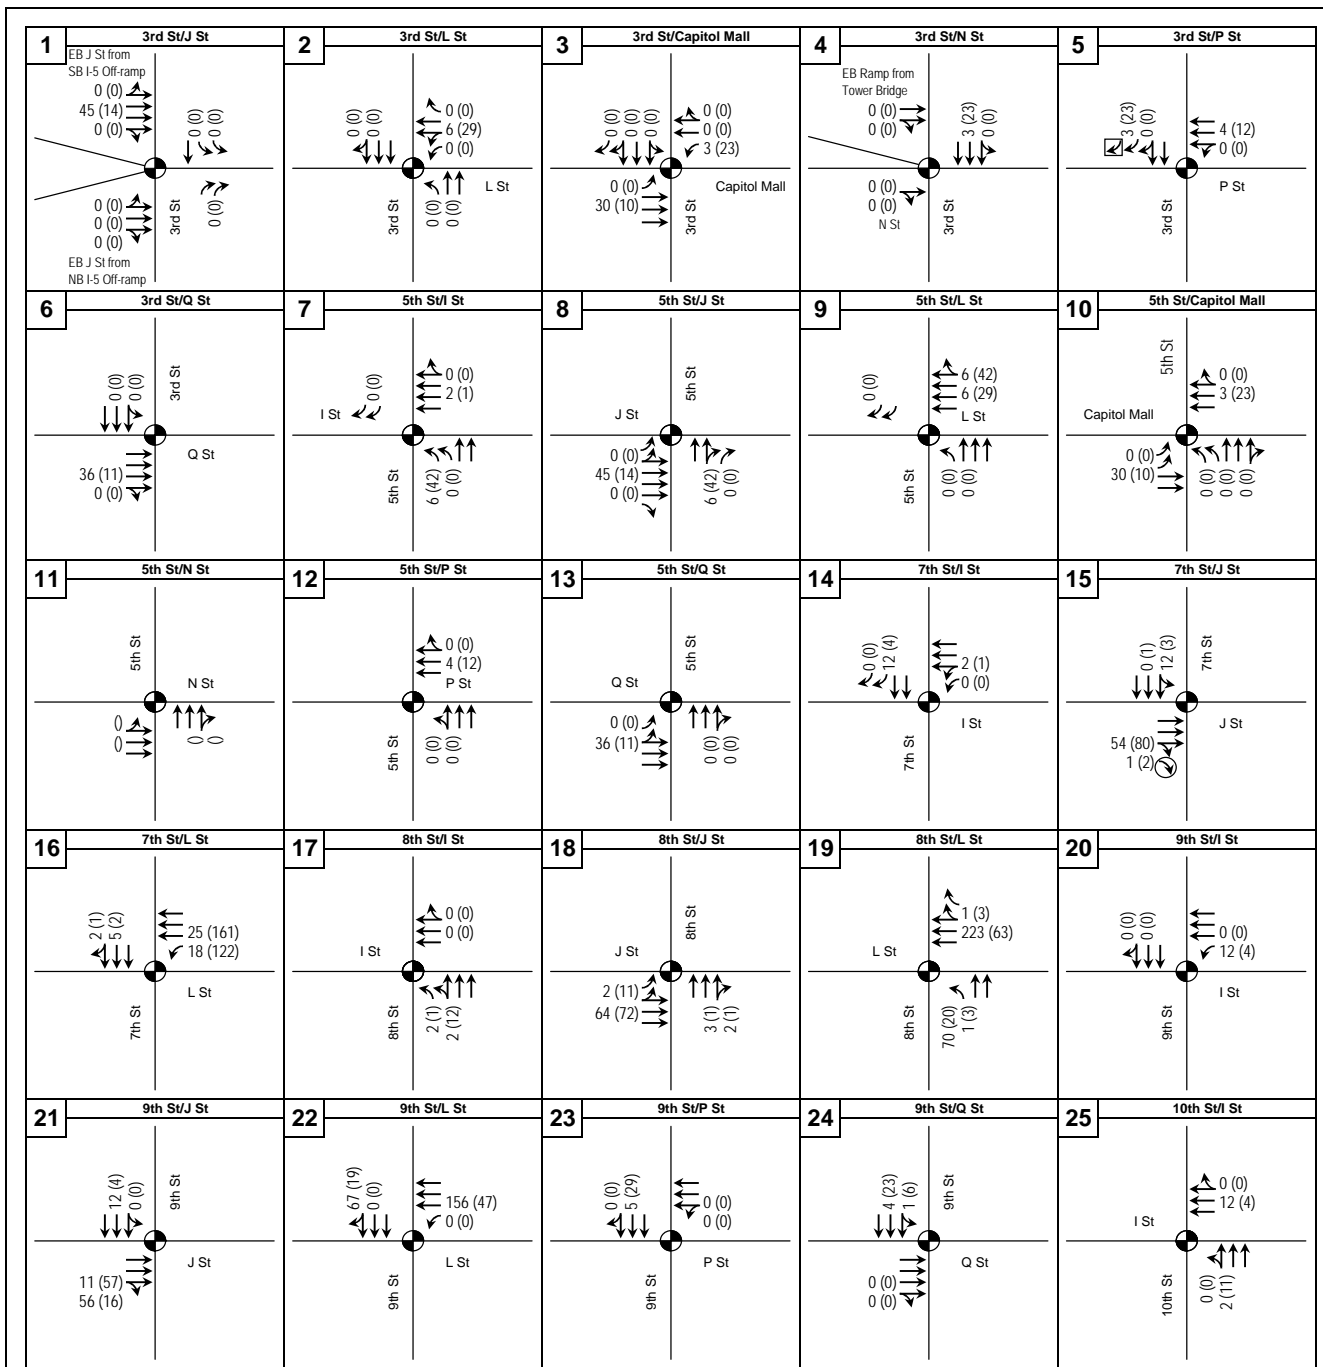 1
3rd St/J St
EB J St from
SB I-5 Off-ramp
0 (0)
45 (14)
0 (0)
0 (0)
0 (0)
0 (0)
0 (0)
0 (0)
0 (0)
3rd St
EB J St from
NB I-5 Off-ramp
2
3rd St/L St
0 (0)
0 (0)
0 (0)
6 (29)
0 (0)
0 (0)
0 (0)
L St
3rd St
3
3rd St/Capitol Mall
0 (0)
0 (0)
0 (0)
0 (0)
0 (0)
3 (23)
0 (0)
30 (10)
Capitol Mall
3rd St
4
3rd St/N St
EB Ramp from
Tower Bridge
0 (0)
0 (0)
3 (23)
0 (0)
0 (0)
0 (0)
N St
3rd St
5
3rd St/P St
3 (23)
0 (0)
4 (12)
0 (0)
P St
3rd St
6
3rd St/Q St
3rd St
0 (0)
0 (0)
Q St
36 (11)
0 (0)
7
5th St/I St
0 (0)
0 (0)
2 (1)
I St
5th St
6 (42)
0 (0)
8
5th St/J St
5th St
J St
0 (0)
45 (14)
0 (0)
6 (42)
0 (0)
9
5th St/L St
0 (0)
6 (42)
6 (29)
L St
5th St
0 (0)
0 (0)
10
5th St/Capitol Mall
5th St
0 (0)
3 (23)
Capitol Mall
0 (0)
30 (10)
0 (0)
0 (0)
0 (0)
11
5th St/N St
5th St
N St
()
()
()
()
12
5th St/P St
0 (0)
4 (12)
P St
5th St
0 (0)
0 (0)
13
5th St/Q St
5th St
Q St
0 (0)
36 (11)
0 (0)
0 (0)
14
7th St/I St
0 (0)
12 (4)
2 (1)
0 (0)
I St
7th St
15
7th St/J St
0 (1)
12 (3)
7th St
J St
54 (80)
1 (2)
16
7th St/L St
2 (1)
5 (2)
25 (161)
18 (122)
L St
7th St
17
8th St/I St
0 (0)
0 (0)
I St
8th St
2 (1)
2 (12)
18
8th St/J St
8th St
J St
2 (11)
64 (72)
3 (1)
2 (1)
19
8th St/L St
1 (3)
223 (63)
L St
8th St
70 (20)
1 (3)
20
9th St/I St
0 (0)
0 (0)
0 (0)
12 (4)
I St
9th St
21
9th St/J St
12 (4)
0 (0)
9th St
J St
11 (57)
56 (16)
22
9th St/L St
67 (19)
0 (0)
156 (47)
0 (0)
L St
9th St
23
9th St/P St
0 (0)
5 (29)
0 (0)
0 (0)
P St
9th St
24
9th St/Q St
4 (23)
1 (6)
9th St
Q St
0 (0)
0 (0)
25
10th St/I St
0 (0)
12 (4)
I St
10th St
0 (0)
2 (11)